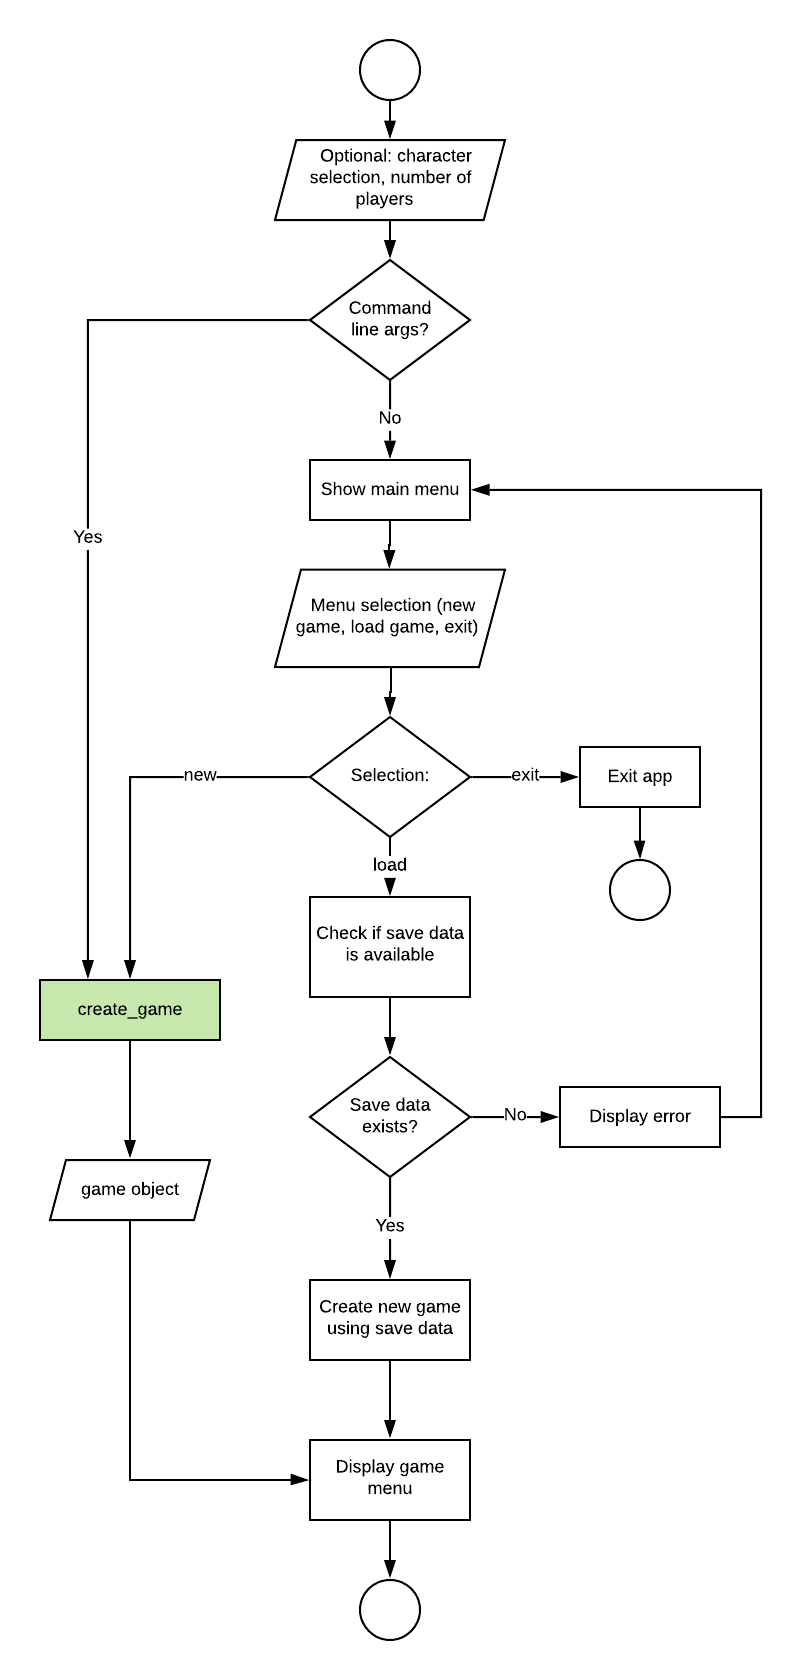 Optional: character
selection, number of
players
Command
line args?
No
Show main menu
Yes
Menu selection (new
game, load game, exit)
new
Selection:
exit
Exit app
load
Check if save data
is available
create_game
Save data
exists?
No
Display error
game object
Yes
Create new game
using save data
Display game
menu